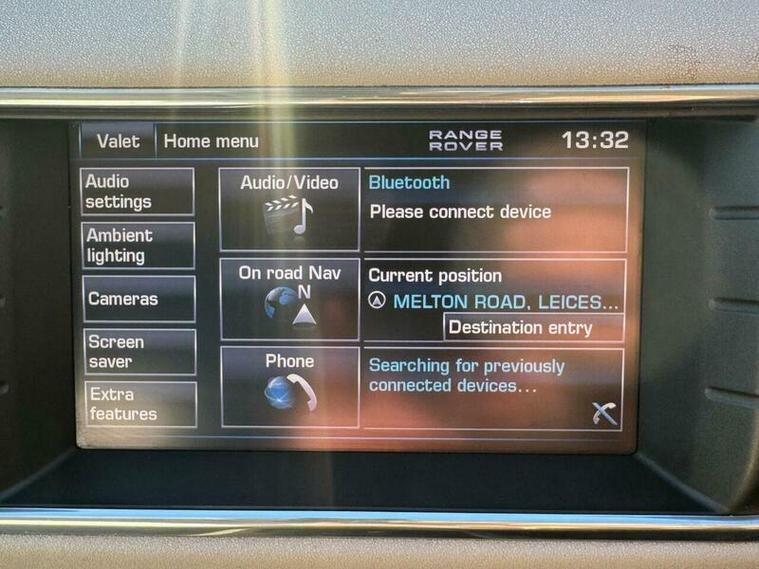 Valet
Home menu
RANGE
ROVER
13:32
Audio
settings
Ambient
lighting
Cameras
Screen
saver
Extra
features
Audio/Video
On road Nav
N
Phone
Bluetooth
Please connect device
Current position
MELTON ROAD, LEICES...
Destination entry
Searching for previously
connected devices...